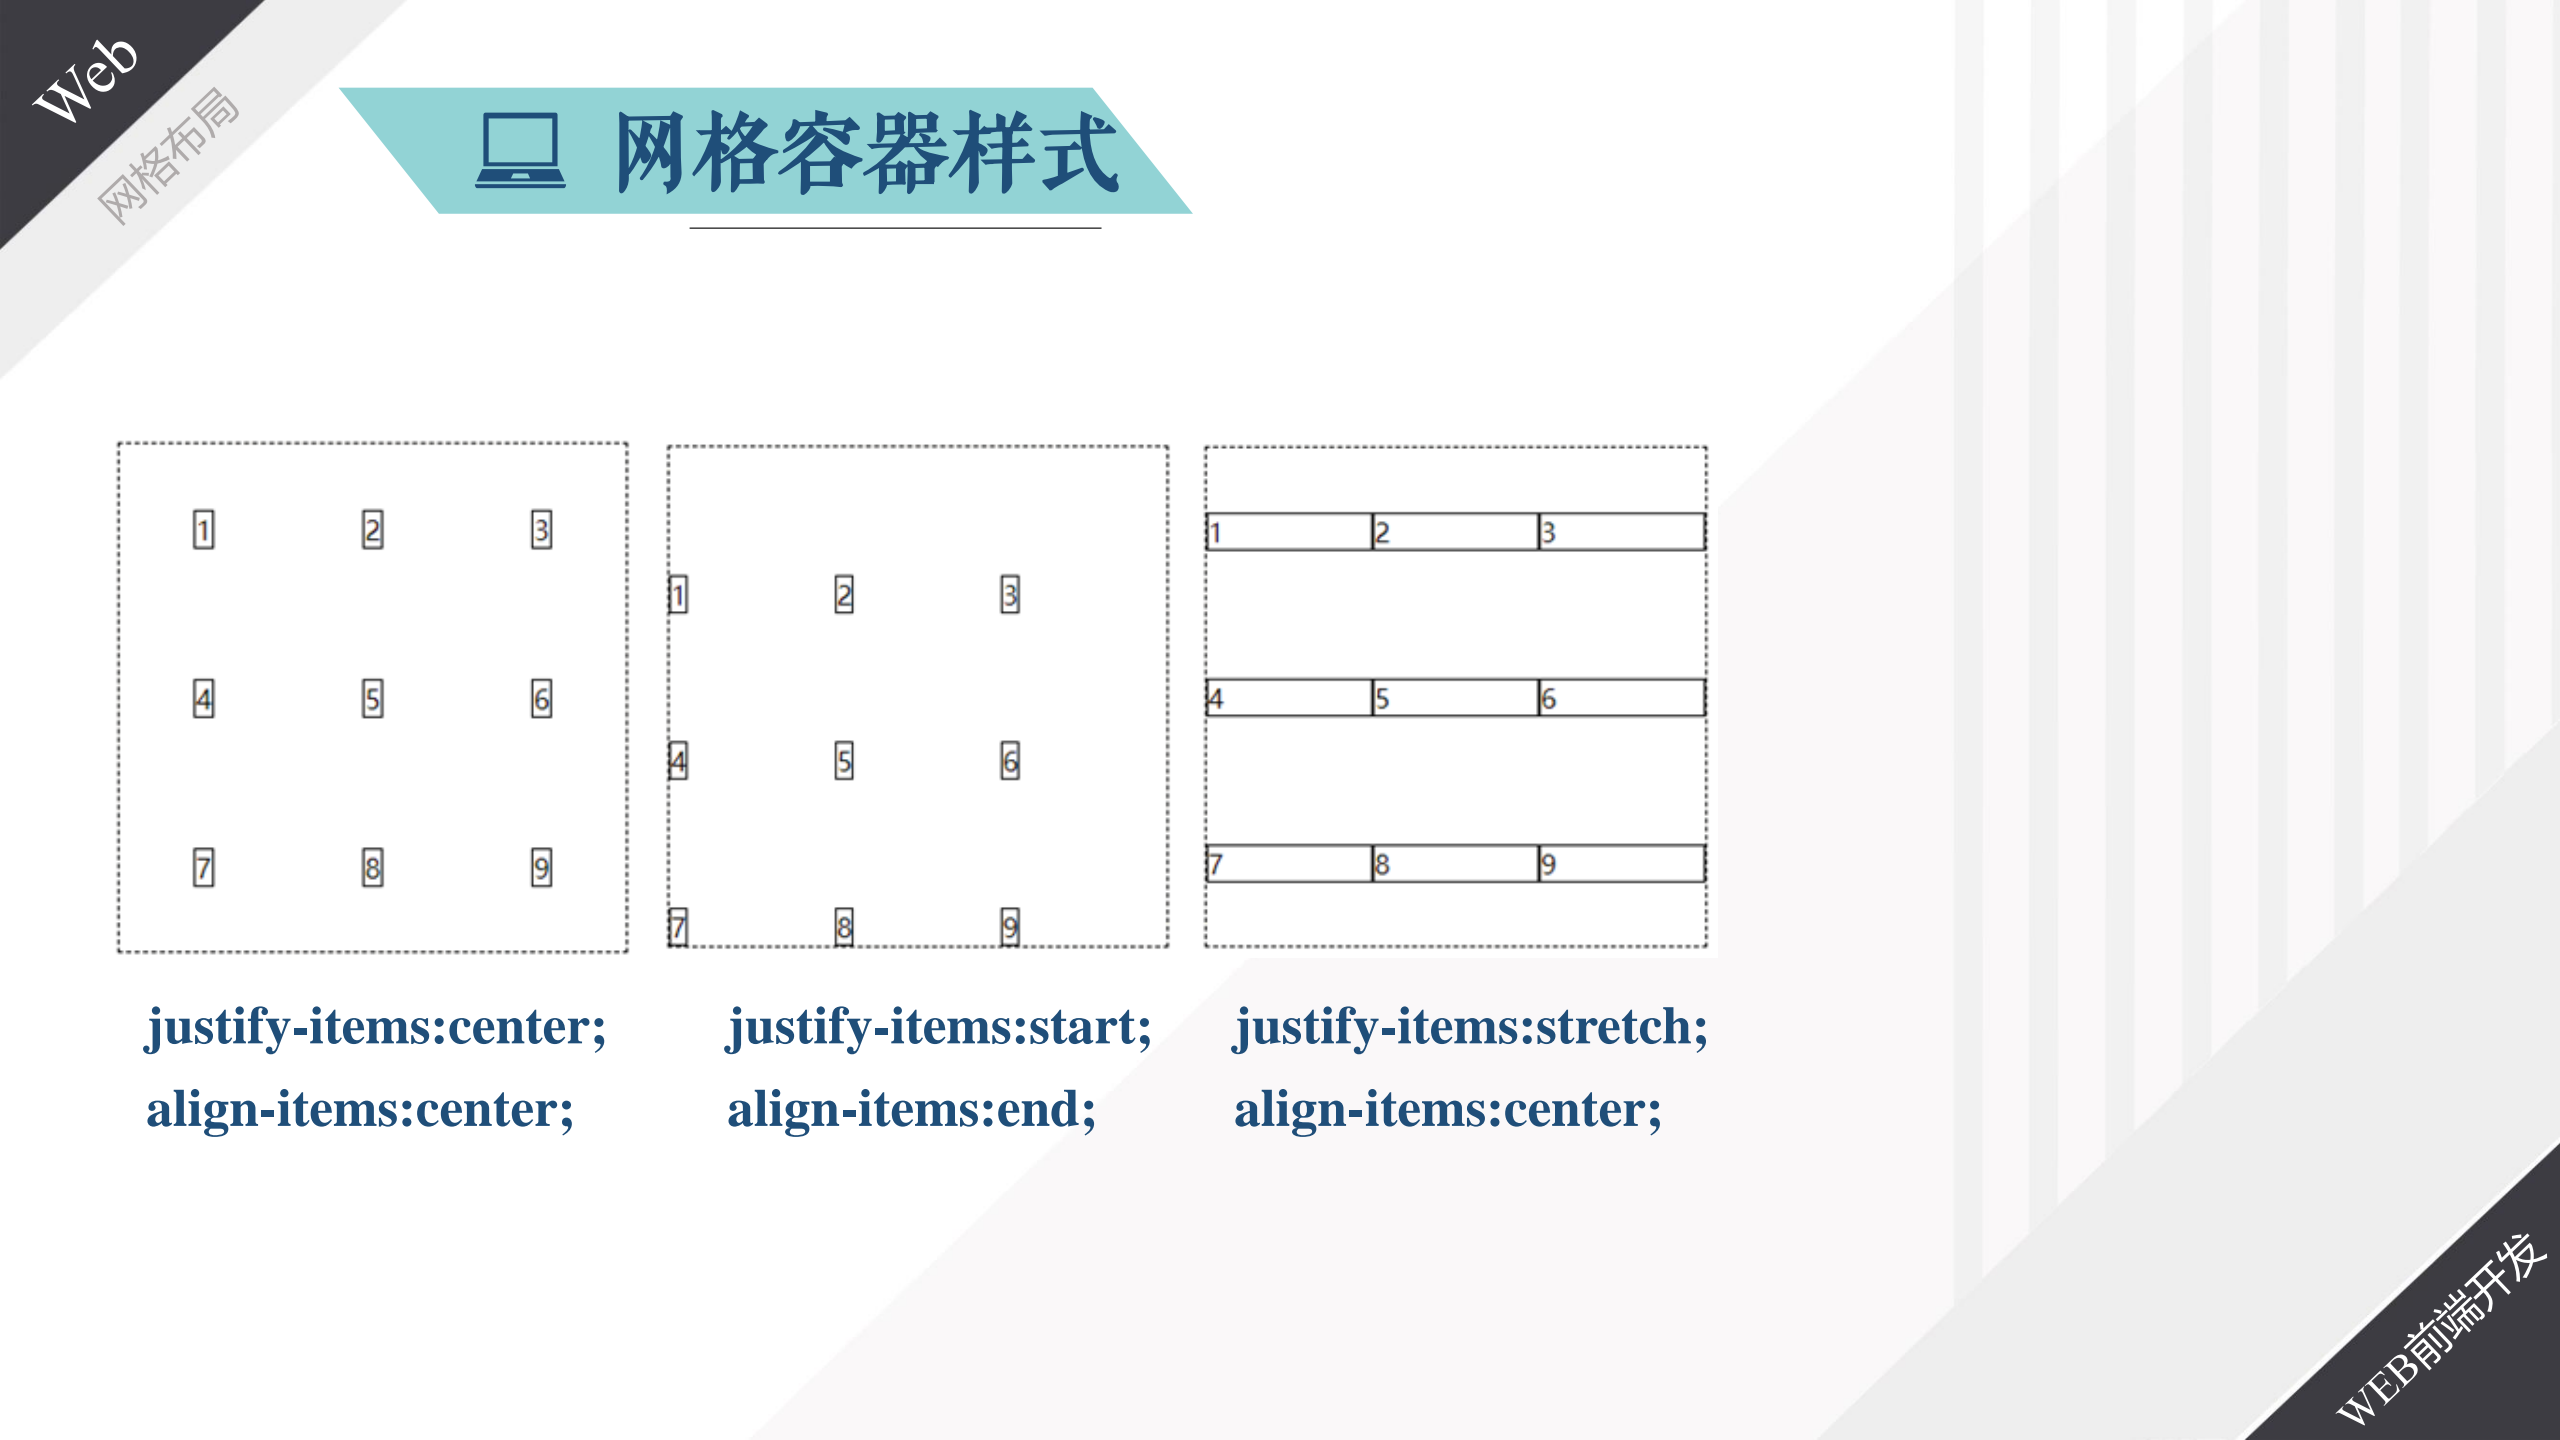 Web
网格布局
网格容器样式
1 2 3
4 5 6
7 8 9
1 2 3
4 5 6
7 8 9
1 2 3
4 5 6
7 8 9
justify-items:center;
align-items:center;
justify-items:start;
align-items:end;
justify-items:stretch;
align-items:center;
WEB前端开发